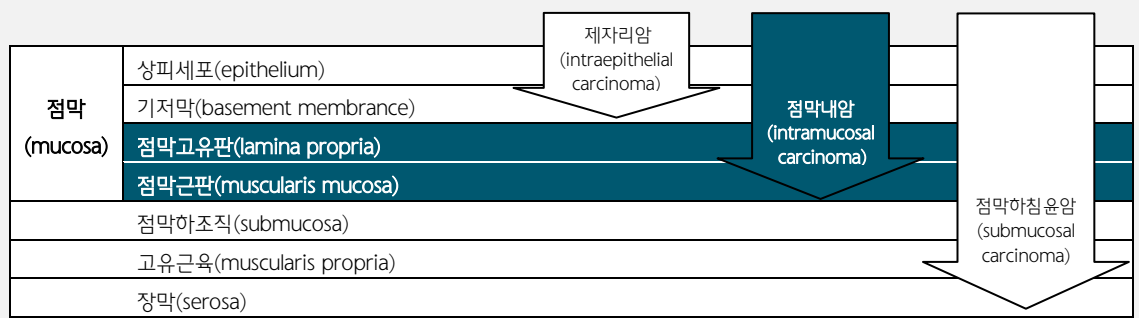 제자리암
(intraepithelial
carcinoma)
점막내암
(intramucosal
carcinoma)
점막하침윤암
(submucosal
carcinoma)
점막
(mucosa)
상피세포(epithelium)
기저막(basement membrance)
점막고유판(lamina propria)
점막근판(muscularis mucosa)
점막하조직(submucosa)
고유근육(muscularis propria)
장막(serosa)